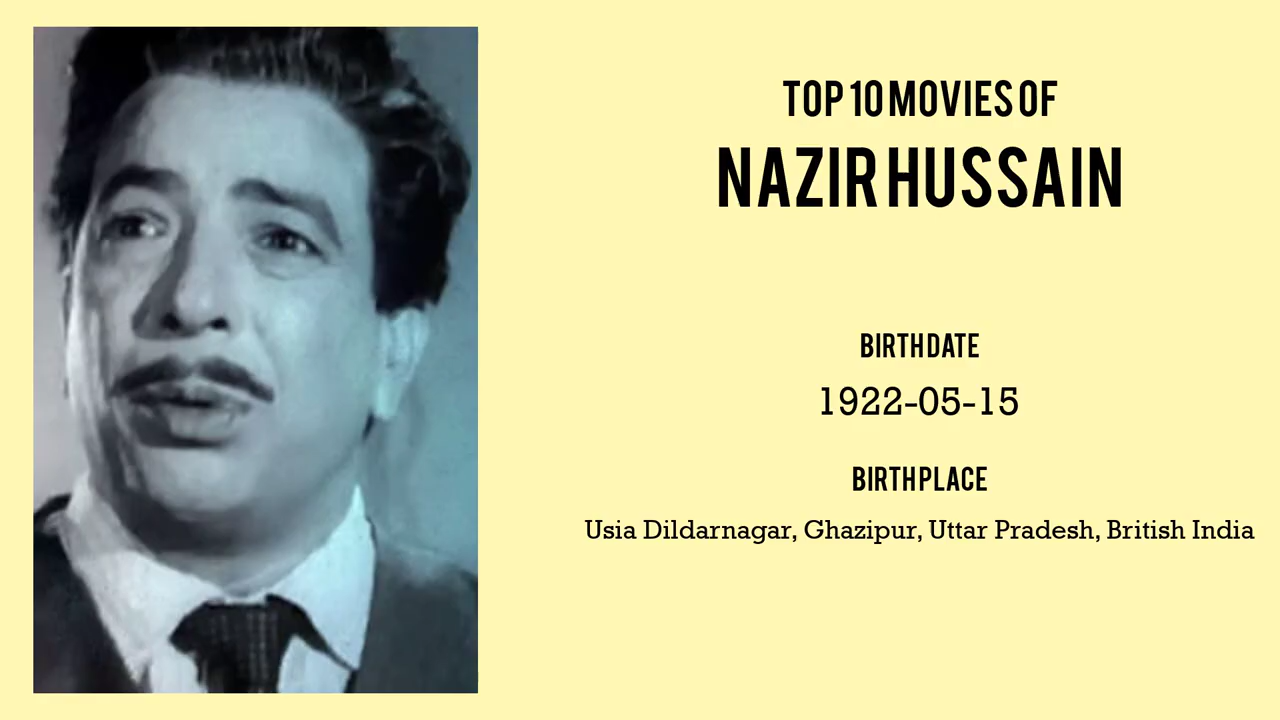 TOP 10 MOVIES OF
NAZIR HUSSAIN
BIRTHDATE
1922-05-15
BIRTHPLACE
Usia Dildarnagar, Ghazipur, Uttar Pradesh, British India